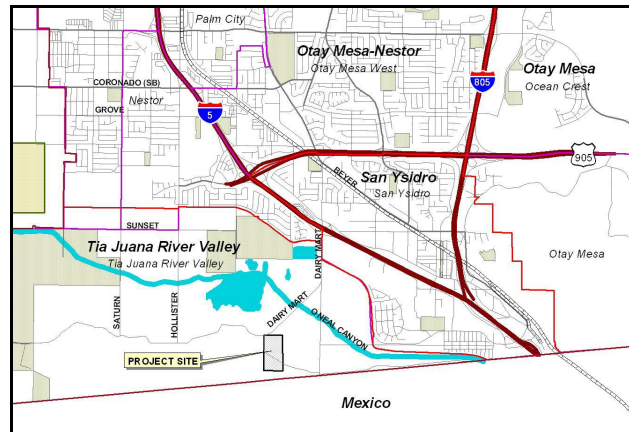 Palm City
Otay Mesa-Nestor
Otay Mesa West
Otay Mesa
Ocean Crest
CORONADO (SB)
Nestor
GROVE
5
805
905
BEYER
San Ysidro
San Ysidro
SUNSET
Tia Juana River Valley
Tia Juana River Valley
DAIRY MART
Otay Mesa
SATURN
HOLLISTER
DAIRY MART
O NEAL CANYON
PROJECT SITE
Mexico